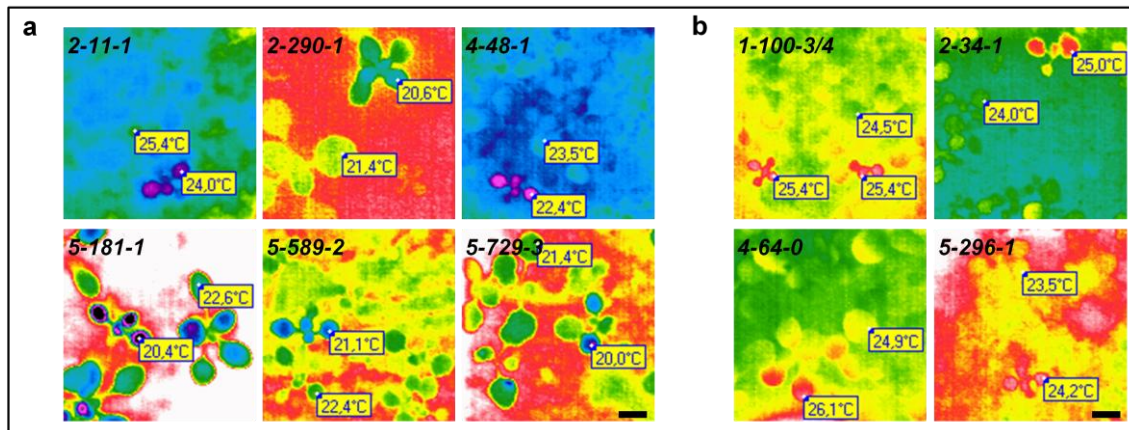 a
b
2-11-1
2-290-1
4-48-1
1-100-3/4
2-34-1
25,4°C
24,0°C
20,6°C
21,4°C
23,5°C
22,4°C
24,5°C
25,4°C
25,4°C
25,0°C
24,0°C
5-181-1
5-589-2
5-729-3
4-64-0
5-296-1
22,6°C
20,4°C
21,1°C
22,4°C
21,4°C
20,0°C
24,9°C
26,1°C
23,5°C
24,2°C